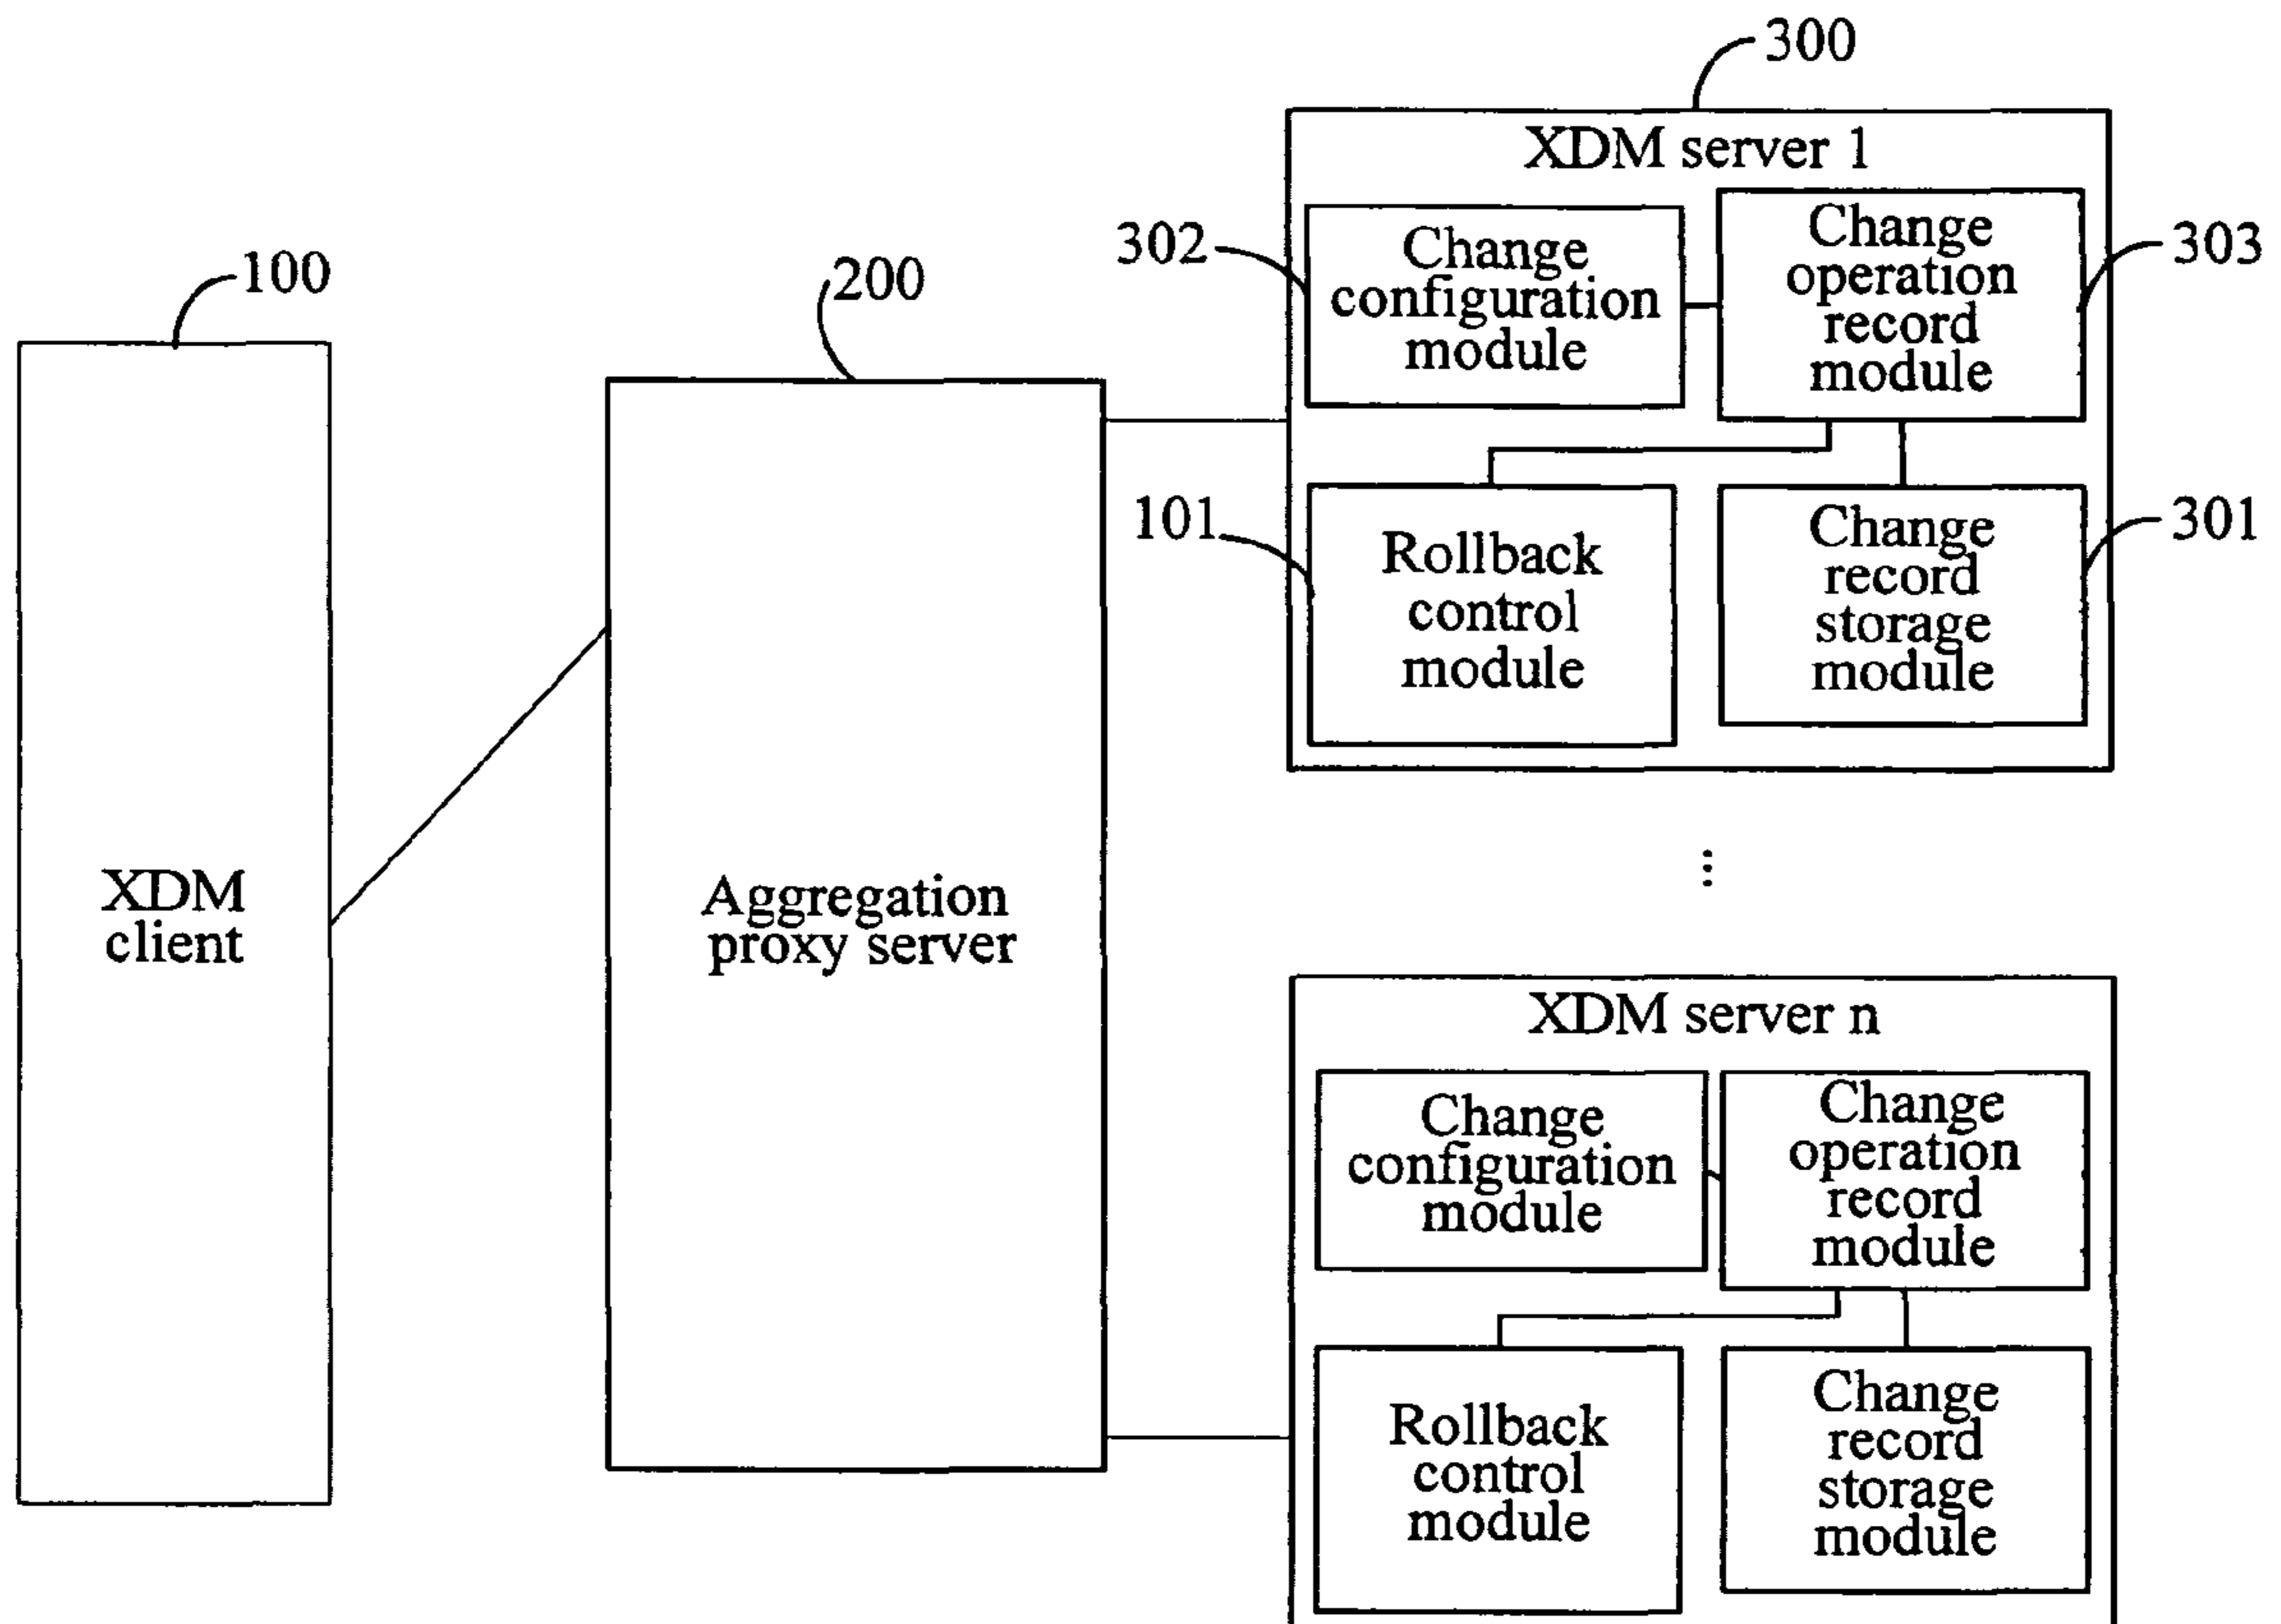 300
XDM server 1
302
Change
configuration
module
Change
operation
record
module
303
101
Rollback
control
module
Change
record
storage
module
301
100
XDM
client
200
Aggregation
proxy server
...
XDM server n
Change
configuration
module
Change
operation
record
module
Rollback
control
module
Change
record
storage
module